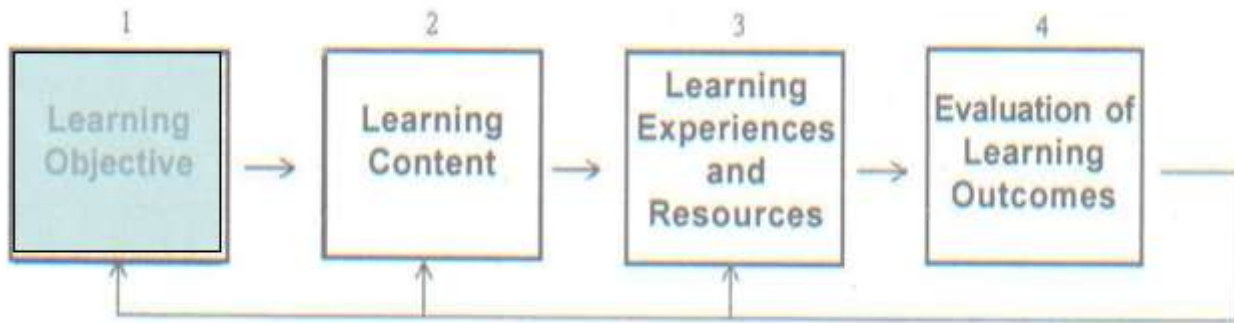 1
2
3
4
Learning
Objective
Learning
Content
Learning
Experiences
and
Resources
Evaluation of
Learning
Outcomes